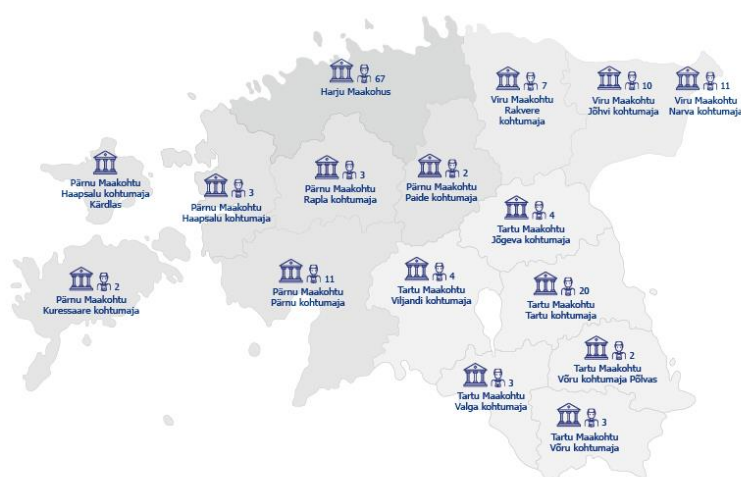 67
Harju Maakohus
7
Viru Maakohtu
Rakvere
kohtumaja
10
Viru Maakohtu
Jõhvi kohtumaja
11
Viru Maakohtu
Narva kohtumaja
Pärnu Maakohtu
Haapsalu kohtumaja
Kärdlas
3
Pärnu Maakohtu
Haapsalu kohtumaja
3
Pärnu Maakohtu
Rapla kohtumaja
2
Pärnu Maakohtu
Paide kohtumaja
4
Tartu Maakohtu
Jõgeva kohtumaja
2
Pärnu Maakohtu
Kuressaare kohtumaja
11
Pärnu Maakohtu
Pärnu kohtumaja
4
Tartu Maakohtu
Viljandi kohtumaja
20
Tartu Maakohtu
Tartu kohtumaja
2
Tartu Maakohtu
Võru kohtumaja Põlvas
3
Tartu Maakohtu
Valga kohtumaja
3
Tartu Maakohtu
Võru kohtumaja